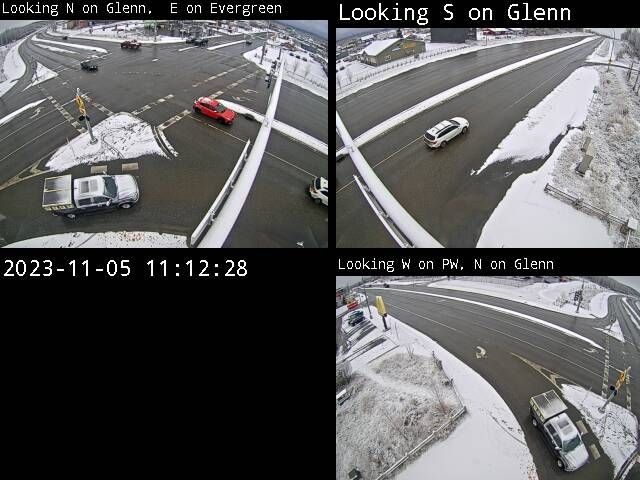 Looking N on Glenn, E on Evergreen
Looking S on Glenn
2023-11-05 11:12:28
Looking W on PW, N on Glenn